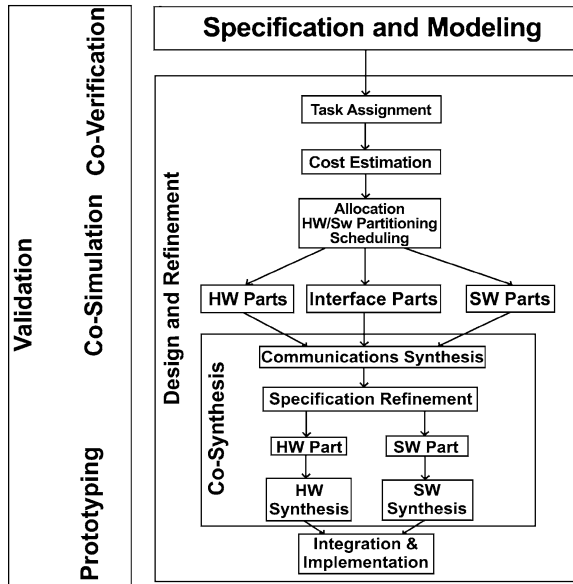 Specification and Modeling
Validation
Co-Verification
Co-Simulation
Prototyping
Design and Refinement
Task Assignment
Cost Estimation
Allocation
HW/Sw Partitioning
Scheduling
HW Parts
Interface Parts
SW Parts
Co-Synthesis
Communications Synthesis
Specification Refinement
HW Part
SW Part
HW
Synthesis
SW
Synthesis
Integration &
Implementation